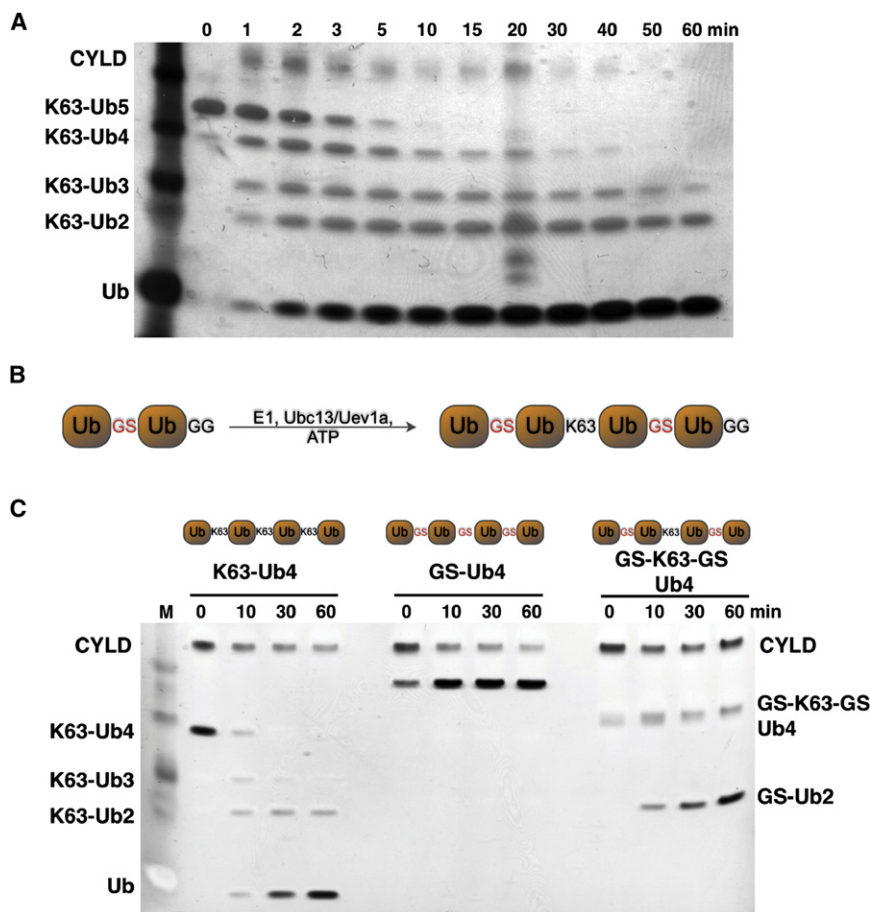 A
0 1 2 3 5 10 15 20 30 40 50 60 min
CYLD
K63-Ub5
K63-Ub4
K63-Ub3
K63-Ub2
Ub
B
Ub GS Ub GG
E1, Ubc13/Uev1a,
ATP
Ub GS Ub K63 Ub GS Ub GG
C
Ub K63 Ub K63 Ub K63 Ub
Ub GS Ub GS Ub GS Ub
Ub GS Ub K63 Ub GS Ub
K63-Ub4
GS-Ub4
GS-K63-GS
Ub4
M 0 10 30 60 0 10 30 60 0 10 30 60 min
CYLD
K63-Ub4
K63-Ub3
K63-Ub2
Ub
CYLD
GS-K63-GS
Ub4
GS-Ub2